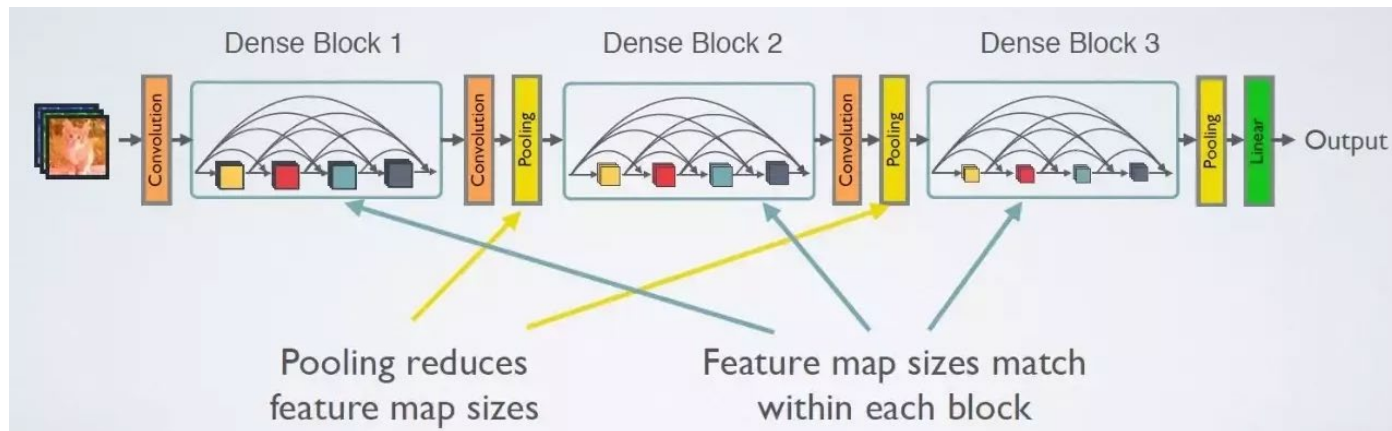 Dense Block 1
Dense Block 2
Dense Block 3
Convolution
Convolution
Pooling
Convolution
Pooling
Pooling
Linear
Output
Pooling reduces
feature map sizes
Feature map sizes match
within each block